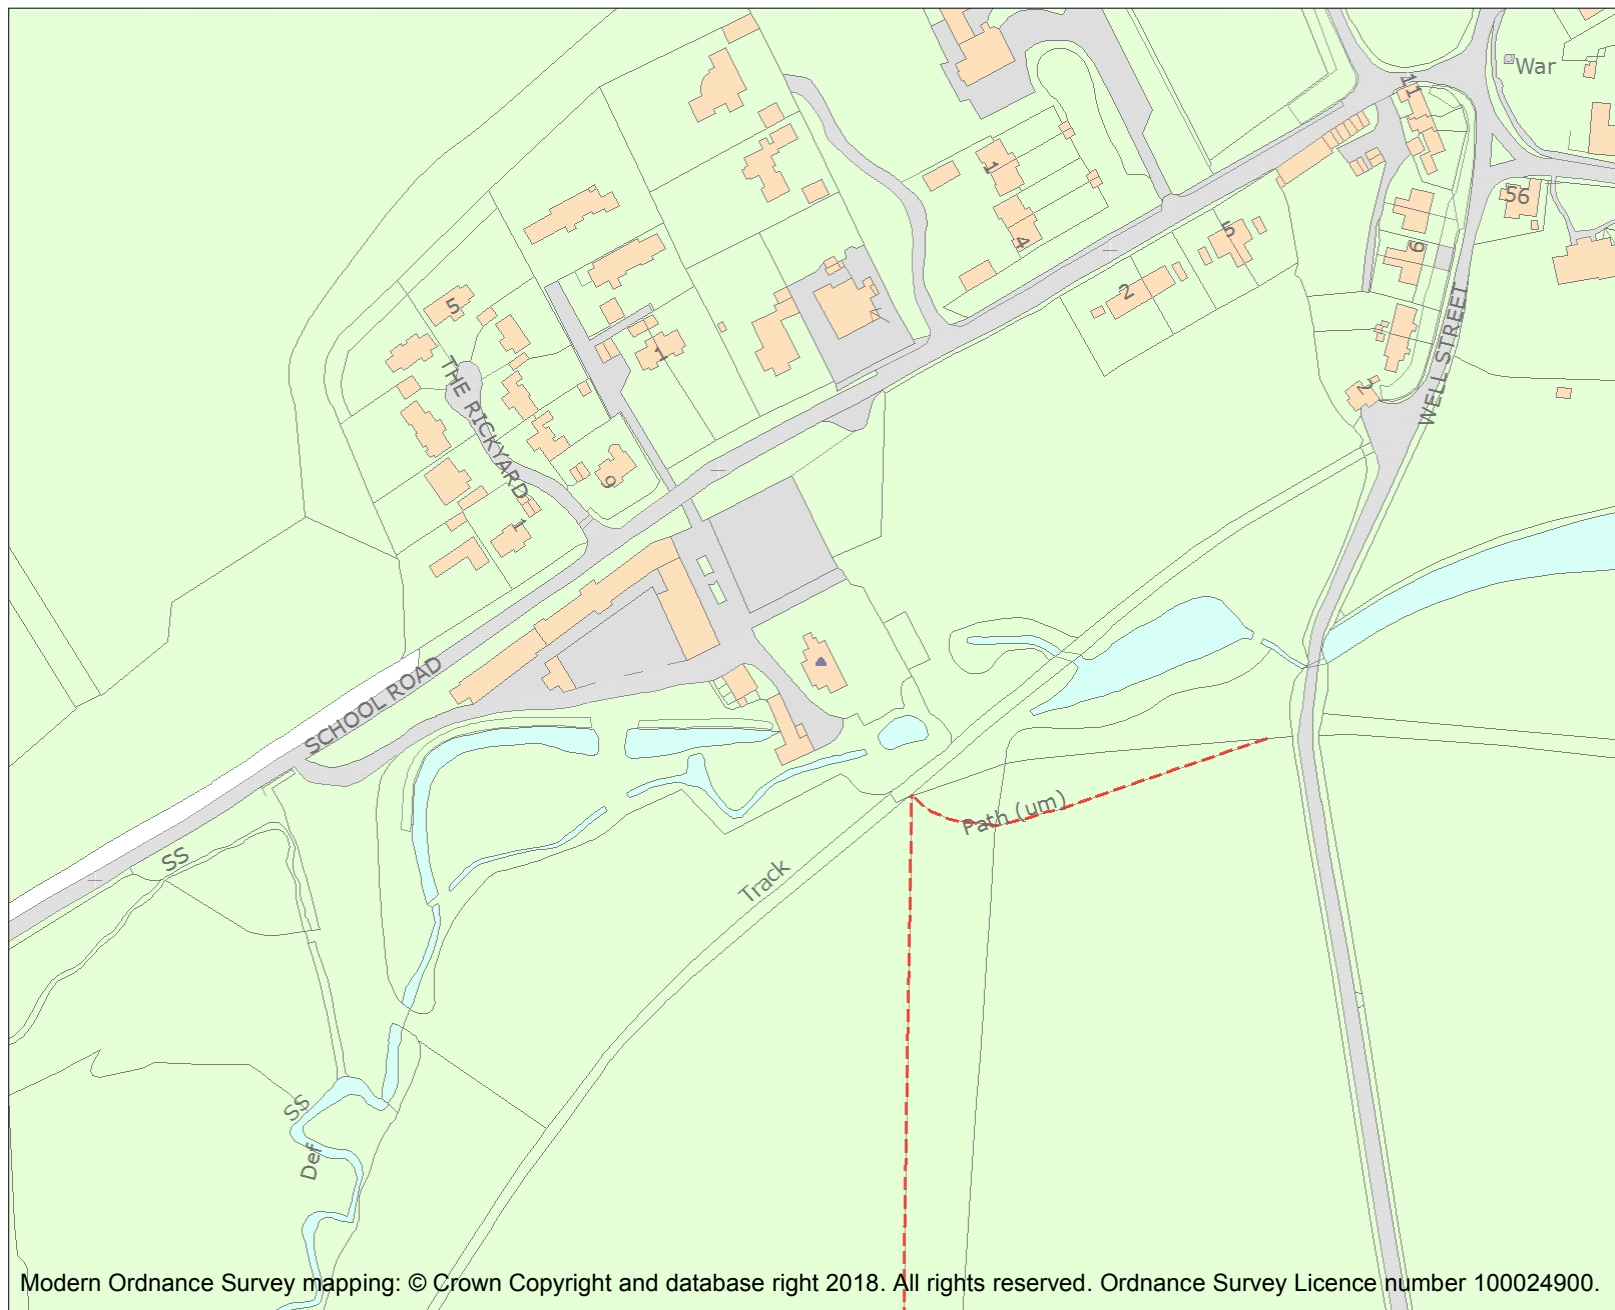 War
11
1
56
4
5
6
2
5
1
2
THE RICKYARD
WELL STREET
9
1
SCHOOL ROAD
Path (um)
SS
Track
SS
Def
Modern Ordnance Survey mapping: © Crown Copyright and database right 2018. All rights reserved. Ordnance Survey Licence number 100024900.